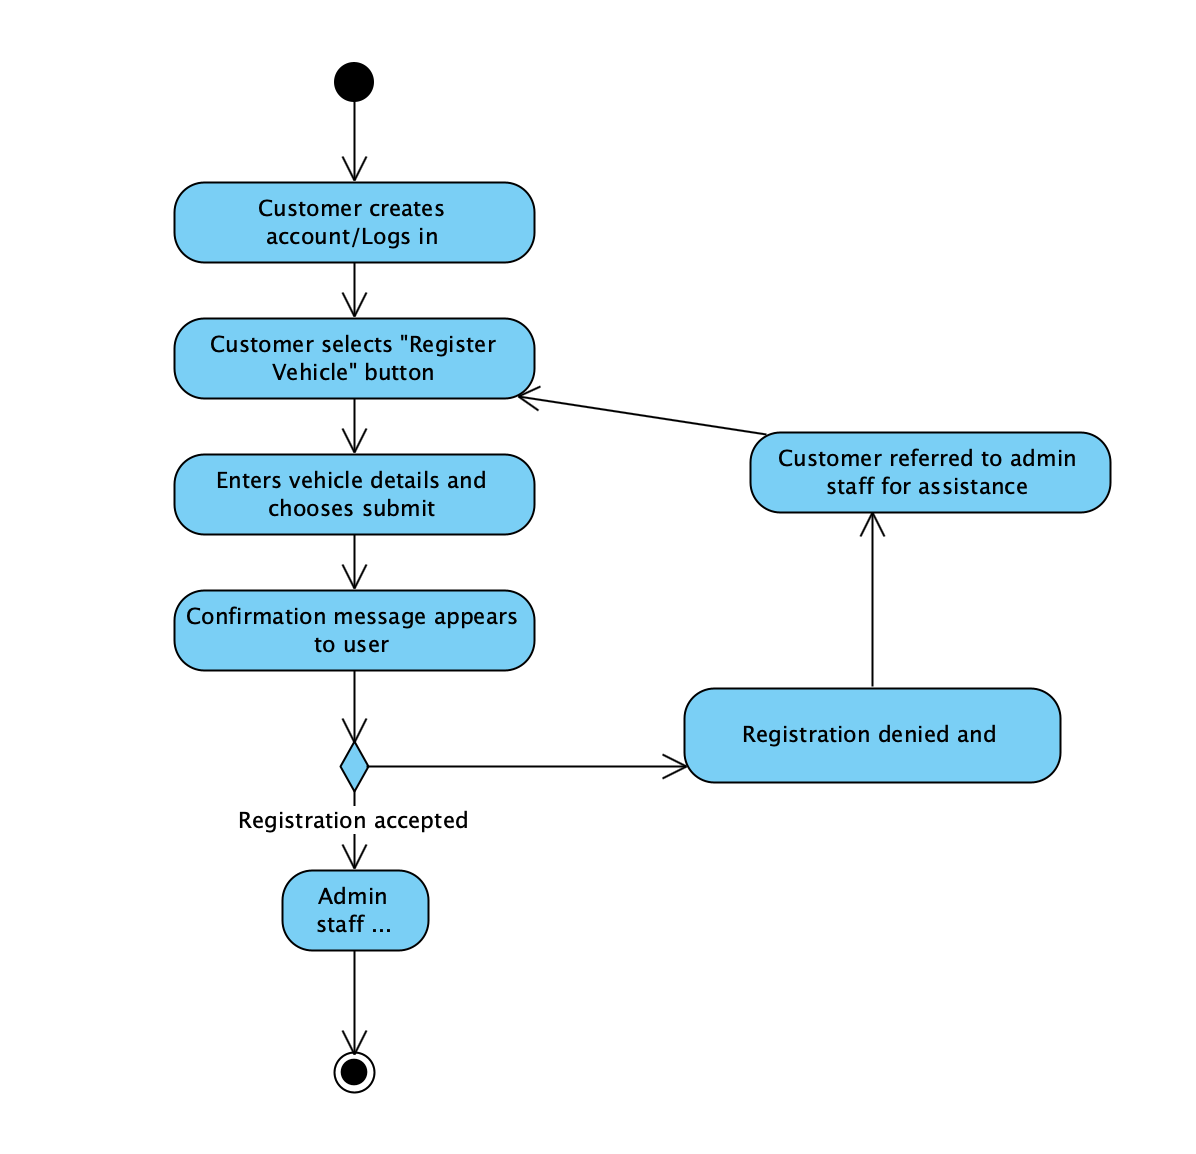 Customer creates
account/Logs in
Customer selects "Register
Vehicle" button
Enters vehicle details and
chooses submit
Customer referred to admin
staff for assistance
Confirmation message appears
to user
Registration denied and
Registration accepted
Admin
staff ...